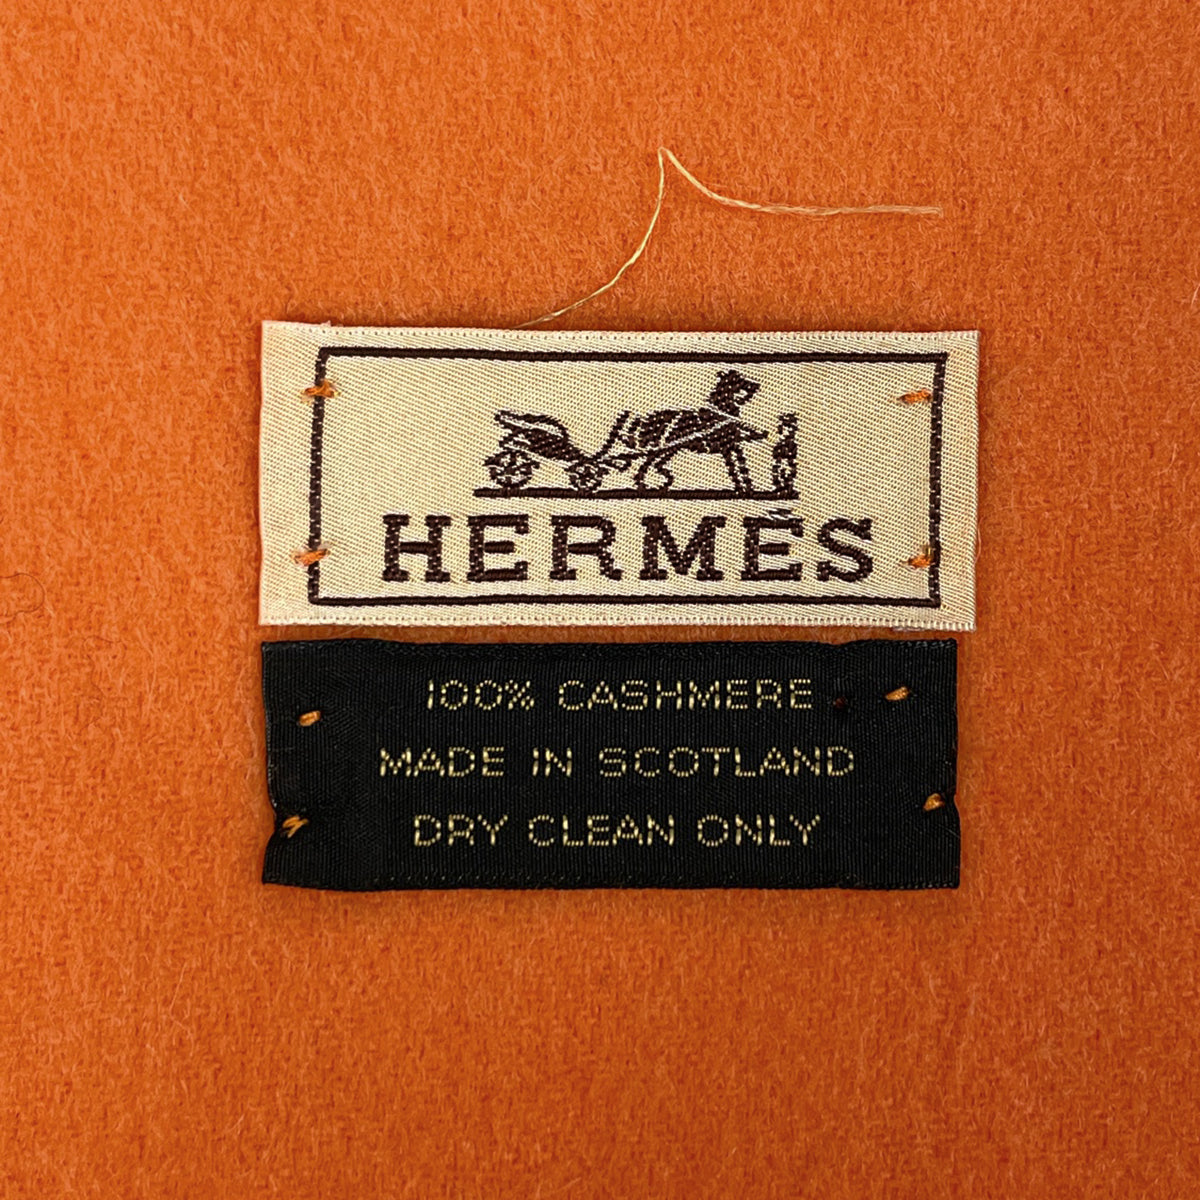 HERMÈS
100% CASHMERE
MADE IN SCOTLAND
DRY CLEAN ONLY